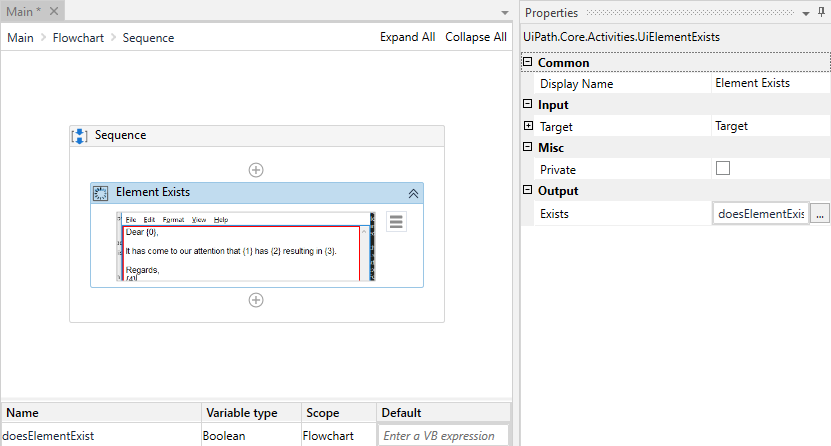 Main *
Main > Flowchart > Sequence
Expand All Collapse All
Sequence
Element Exists
File Edit Format View Help
Dear {0},
It has come to our attention that {1} has {2} resulting in {3}.
Regards,
{4}
Name Variable type Scope Default
doesElementExist Boolean Flowchart Enter a VB expression
Properties
UiPath.Core.Activities.UiElementExists
Common
Display Name Element Exists
Input
Target Target
Misc
Private
Output
Exists doesElementExis ...